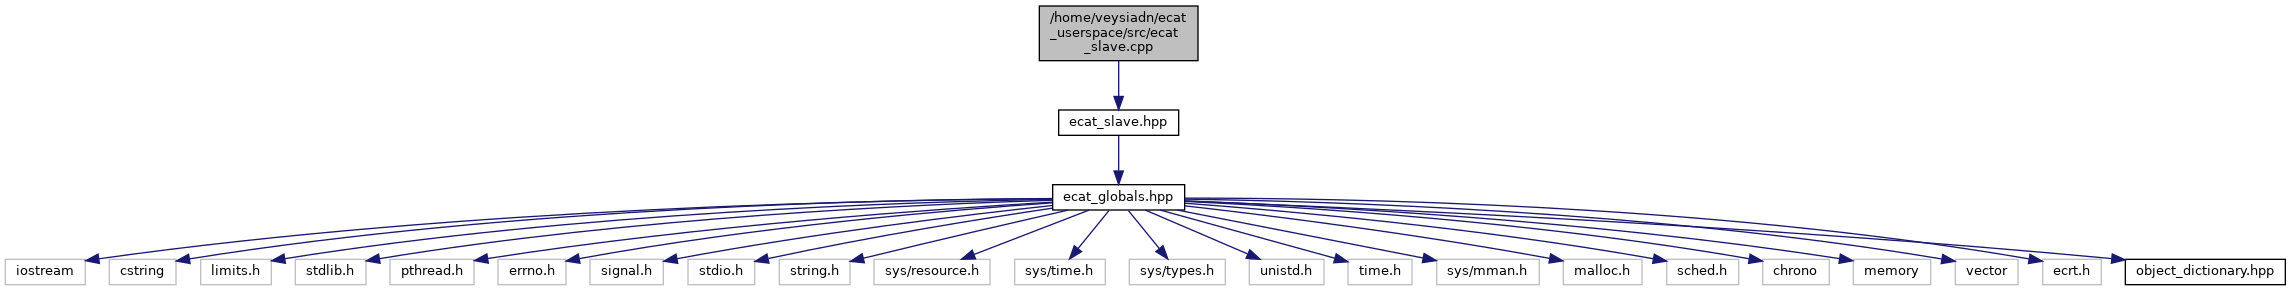 /home/veysiadn/ecat
_userspace/src/ecat
_slave.cpp
ecat_slave.hpp
ecat_globals.hpp
iostream
cstring
limits.h
stdlib.h
pthread.h
errno.h
signal.h
stdio.h
string.h
sys/resource.h
sys/time.h
sys/types.h
unistd.h
time.h
sys/mman.h
malloc.h
sched.h
chrono
memory
vector
ecrt.h
object_dictionary.hpp